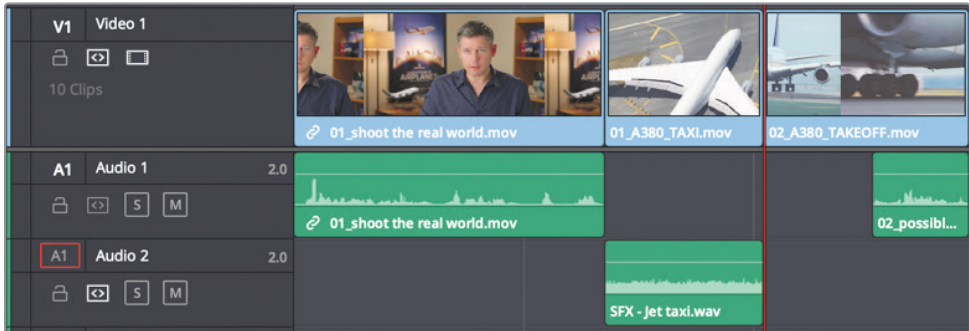 V1 Video 1
10 Clips
AIRPLANE
01_shoot the real world.mov
01_A380_TAXI.mov
02_A380_TAKEOFF.mov
A1 Audio 1 2.0
S M
01_shoot the real world.mov
02_possibl...
A1 Audio 2 2.0
S M
SFX - Jet taxi.wav